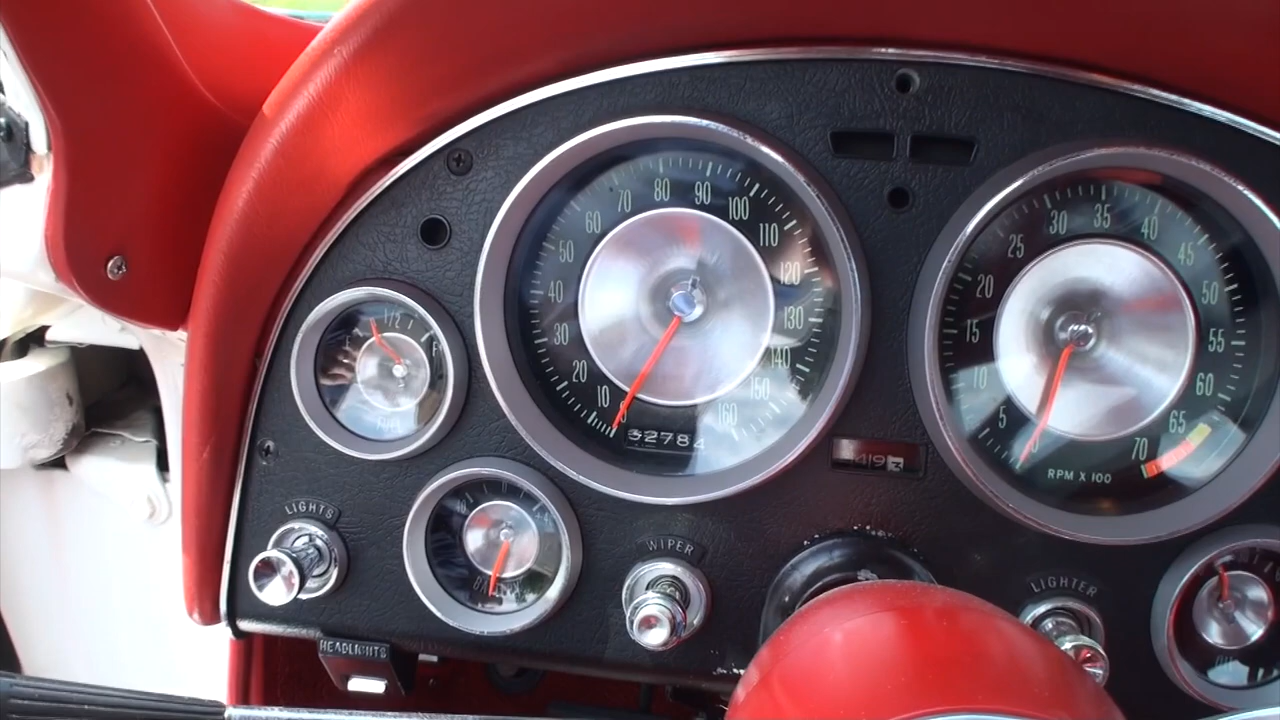 10 20 30 40 50 60 70 80 90 100 110 120 130 140 150 160
32784
5 10 15 20 25 30 35 40 45 50 55 60 65 70
RPM X 100
E 1/2 F
FUEL
BATTERY
LIGHTS
WIPER
LIGHTER
HEADLIGHTS